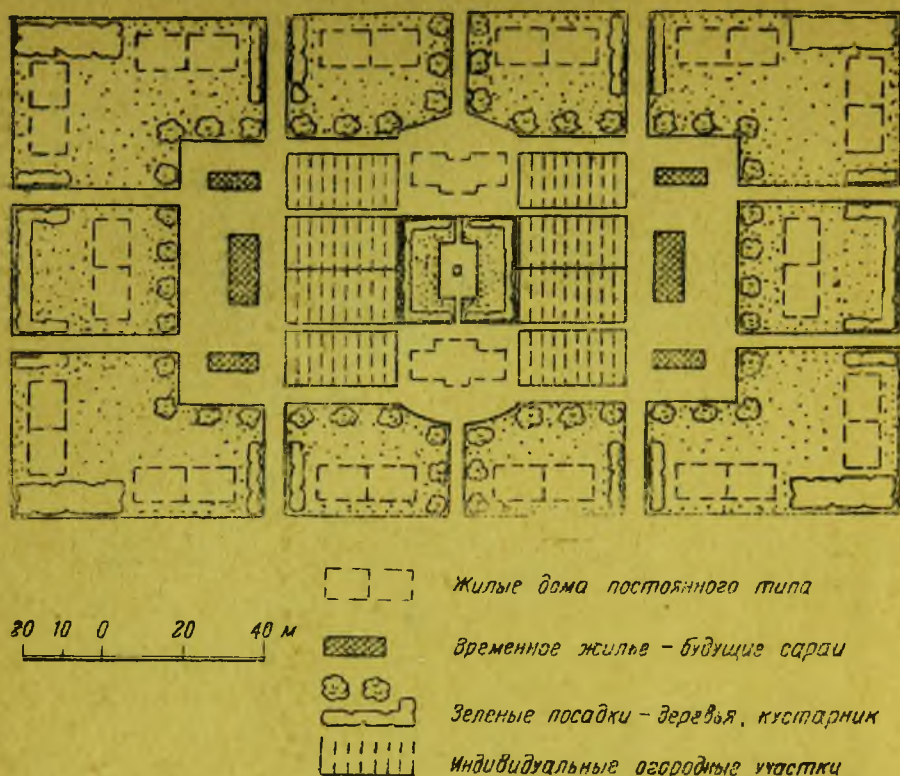 Жилые дома постоянного типа
20 10 0 20 40 м
Временное жилье – будущие сараи
Зеленые посадки – деревья, кустарник
Индивидуальные огородные участки